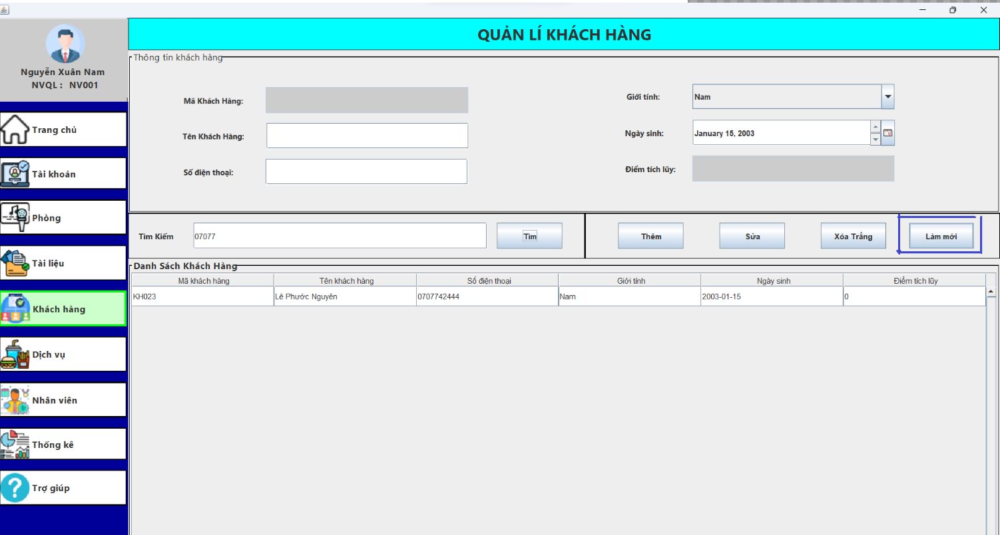 QUẢN LÍ KHÁCH HÀNG
Nguyễn Xuân Nam
NVQL : NV001
Trang chủ
Tài khoản
Phòng
Tài liệu
Khách hàng
Dịch vụ
Nhân viên
Thống kê
Trợ giúp
Thông tin khách hàng
Mã Khách Hàng:
Tên Khách Hàng:
Số điện thoại:
Giới tính: Nam
Ngày sinh: January 15, 2003
Điểm tích lũy:
Tìm Kiếm 07077 Tìm Thêm Sửa Xóa Trắng Làm mới
Danh Sách Khách Hàng
Mã khách hàng Tên khách hàng Số điện thoại Giới tính Ngày sinh Điểm tích lũy
KH023 Lê Phước Nguyên 0707742444 Nam 2003-01-15 0